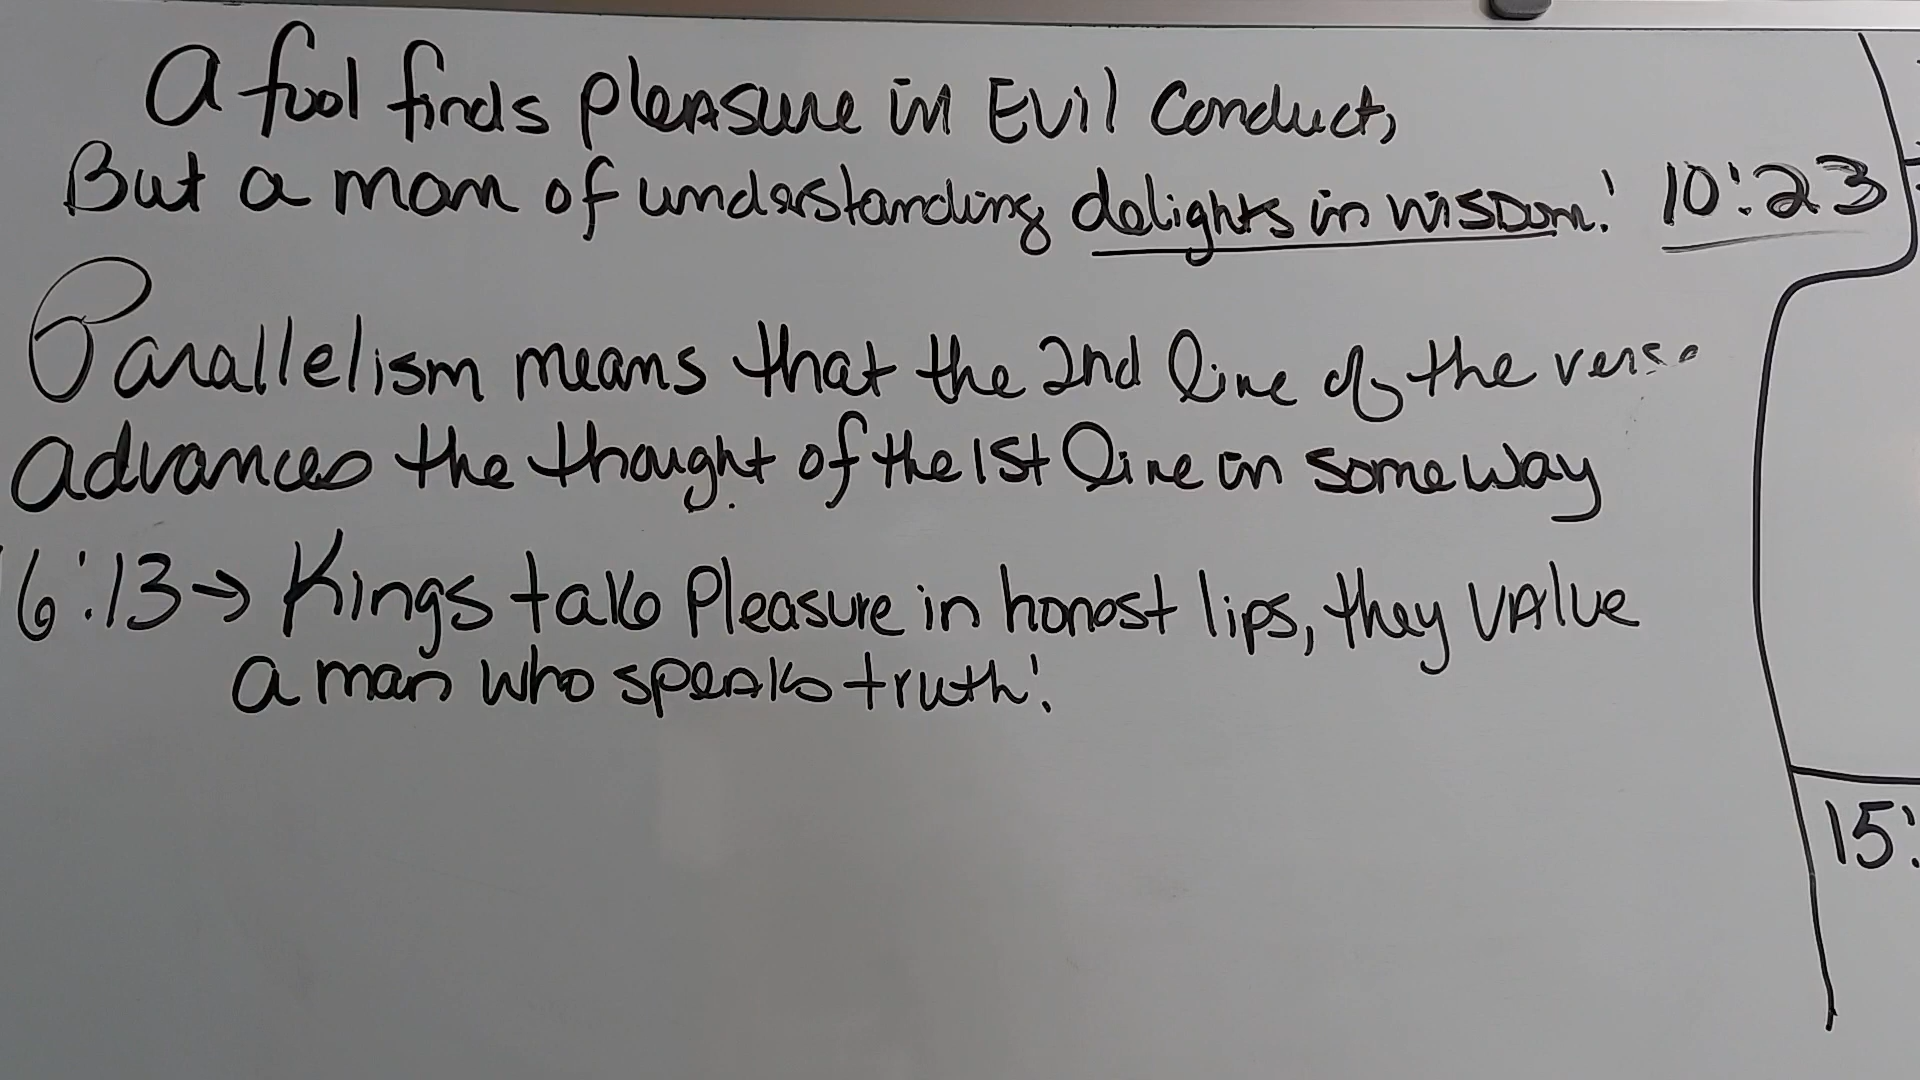 A fool finds pleasure in Evil Conduct,
But a man of understanding delights in wisdom! 10:23
Parallelism means that the 2nd line of the verse
advances the thought of the 1st line in some way
6:13 → Kings take Pleasure in honest lips, they VAlue
a man who speaks truth!
15: